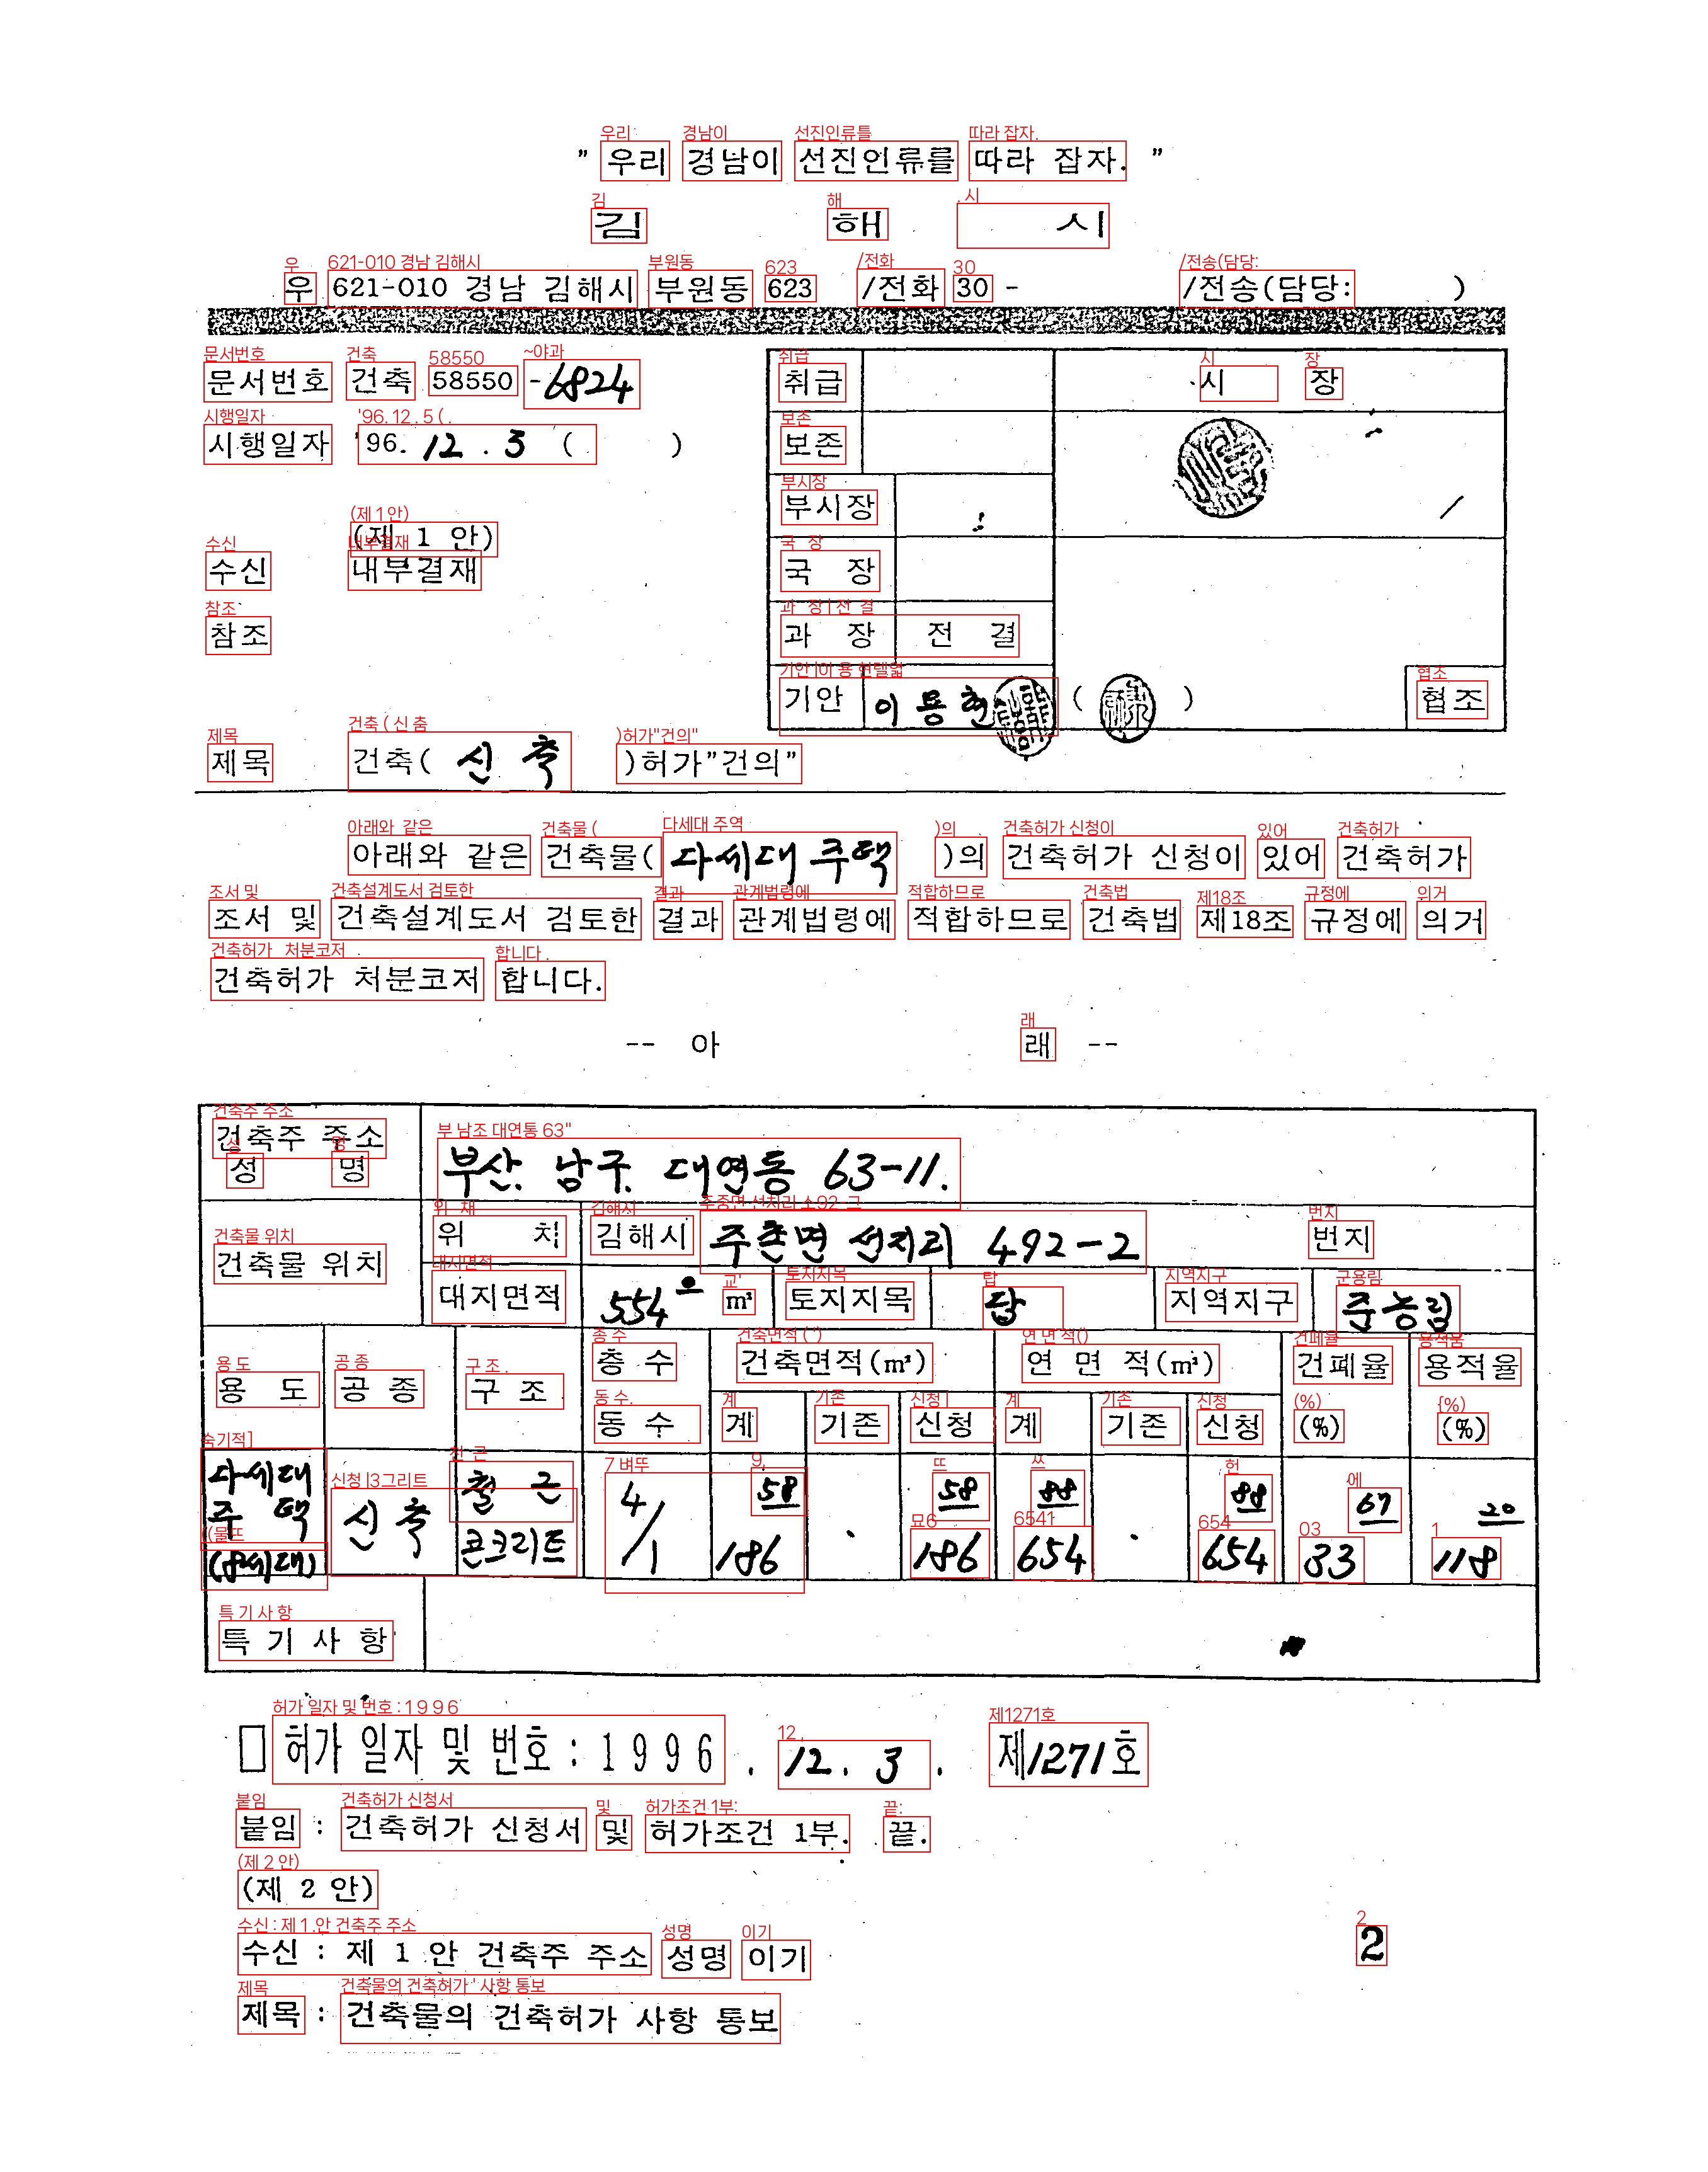 " 우리 경남이 선진인류를 따라 잡자. "
김 해 시
우 621-010 경남 김해시 부원동 623 /전화 30 - /전송(담당: )
문서번호 건축 58550 -6824
시행일자 '96. 12 . 3 ( )
(제 1 안)
수신 내부결재
참조
취급 시 장
보존
부시장
국 장
과 장 전 결
기안 이용현 ( ) 협조
제목 건축( 신 축 )허가"건의"
아래와 같은 건축물( 다세대 주택 )의 건축허가 신청이 있어 건축허가
조서 및 건축설계도서 검토한 결과 관계법령에 적합하므로 건축법 제18조 규정에 의거
건축허가 처분코저 합니다.
-- 아 래 --
건축주 주소 부산. 남구. 대연동 63-11.
성 명
건축물 위치 위 치 김해시 주촌면 선지리 492-2 번지
대지면적 554 ㎡ 토지지목 답 지역지구 준농림
용 도 공 종 구 조 층 수 건축면적(㎡) 연 면 적(㎡) 건폐율 용적율
동 수 계 기존 신청 계 기존 신청 (%) (%)
다세대 주택 (8세대) 신축 철근 콘크리트 4/1 186 58 · 186 58 654 88 · 654 88 33 67 118 20
특 기 사 항
□ 허가 일자 및 번호 : 1996 . 12. 3 . 제1271호
붙임 : 건축허가 신청서 및 허가조건 1부. 끝.
(제 2 안)
수신 : 제 1 안 건축주 주소 성명 이기
2
제목 : 건축물의 건축허가 사항 통보